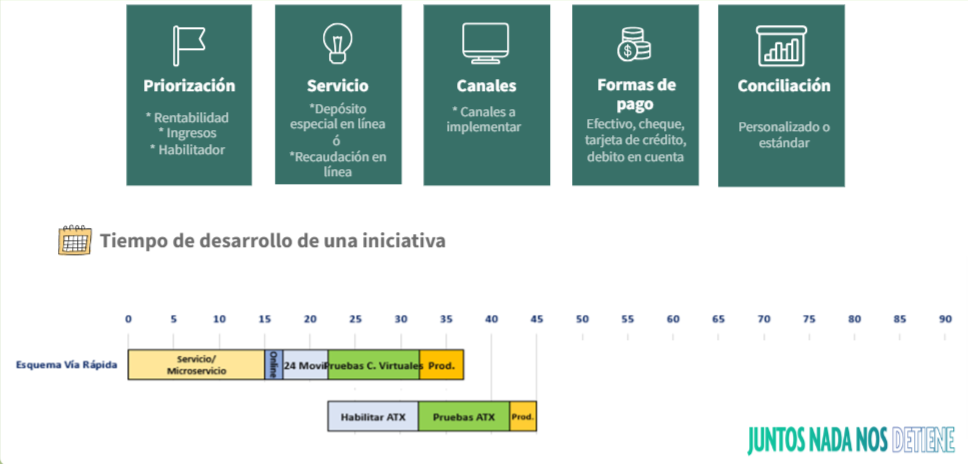 Priorización
* Rentabilidad
* Ingresos
* Habilitador
Servicio
*Depósito
especial en línea
ó
*Recaudación en
línea
Canales
* Canales a
implementar
Formas de
pago
Efectivo, cheque,
tarjeta de crédito,
debito en cuenta
Conciliación
Personalizado o
estándar
Tiempo de desarrollo de una iniciativa
0 5 10 15 20 25 30 35 40 45 50 55 60 65 70 75 80 85 90
Esquema Vía Rápida
Servicio/
Microservicio
Online
24 Movil
Pruebas C. Virtuales
Prod.
Habilitar ATX
Pruebas ATX
Prod.
JUNTOS NADA NOS DETIENE